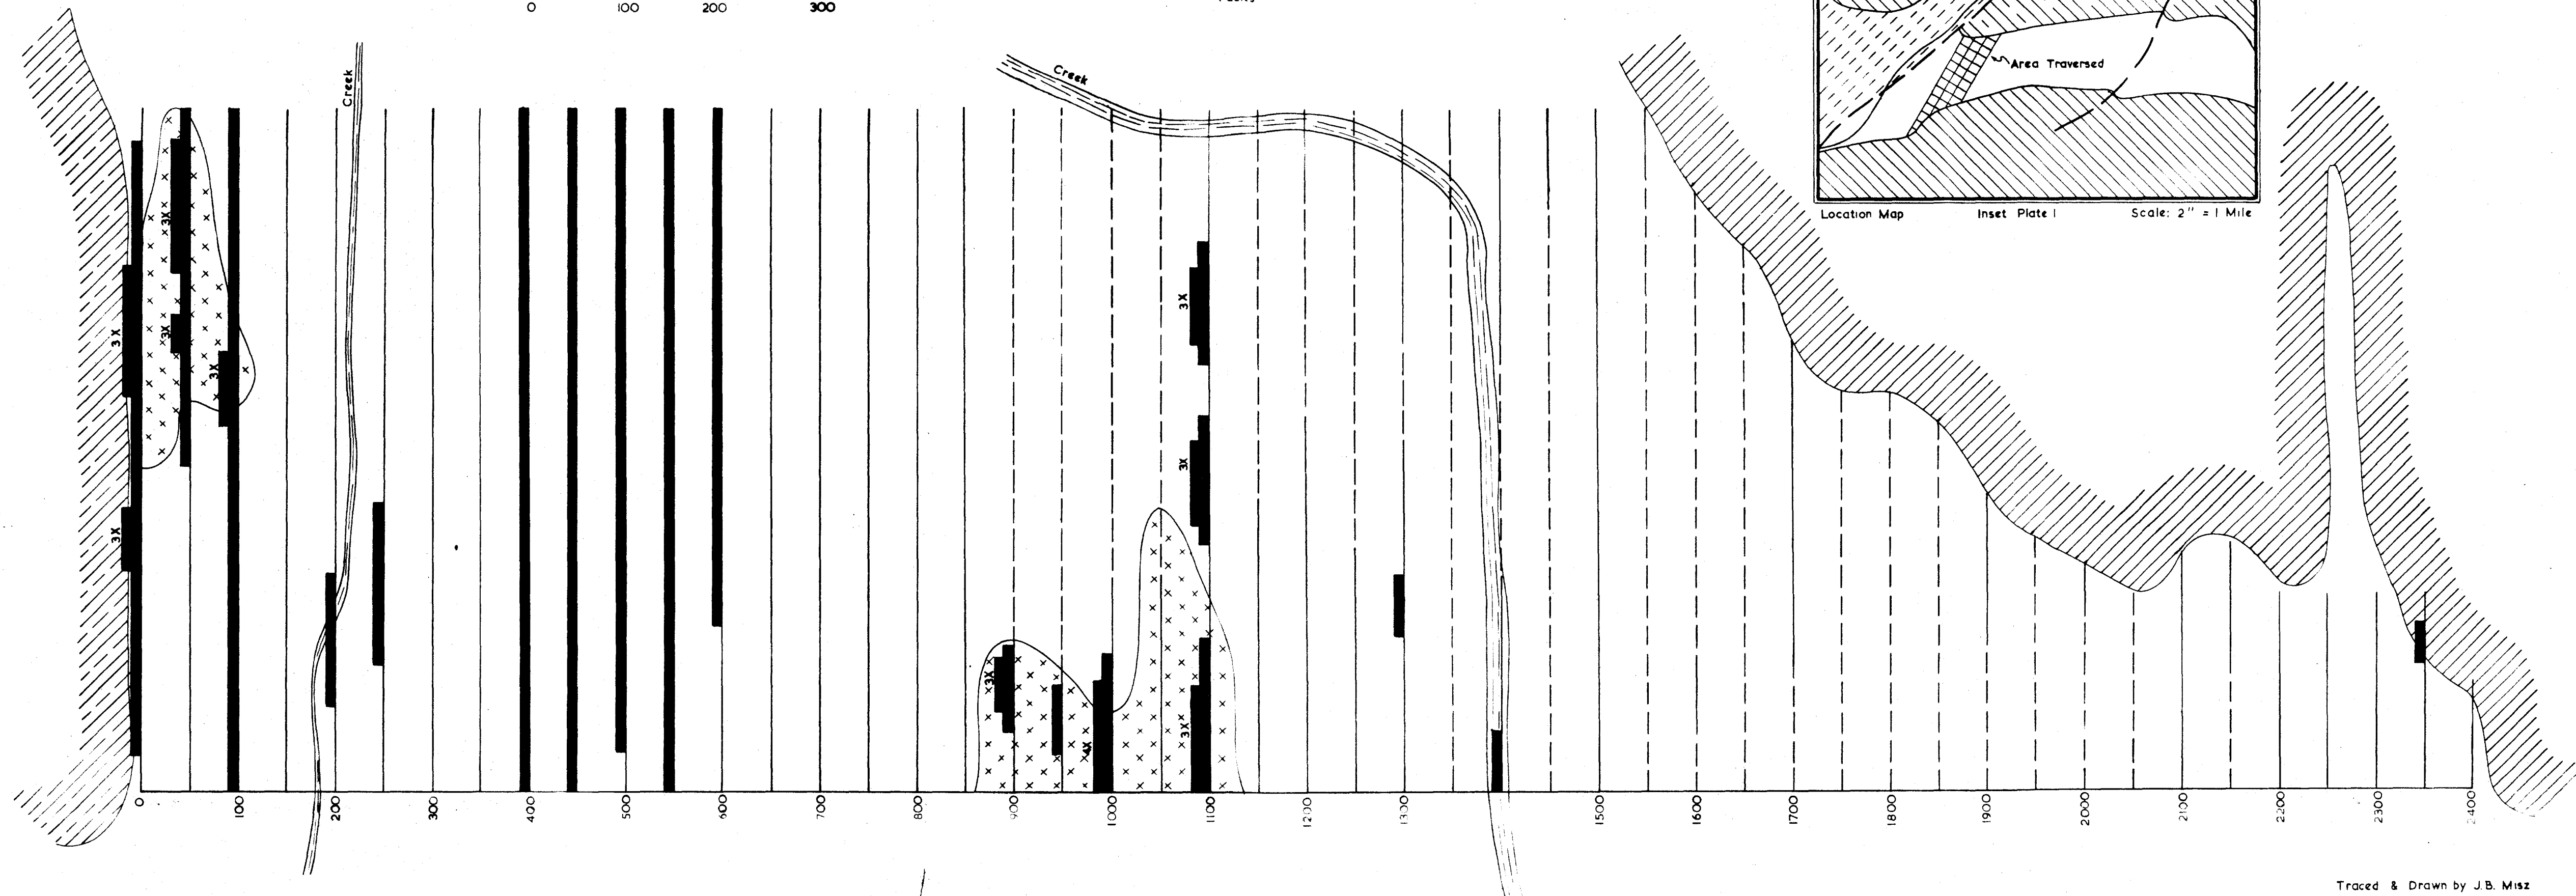 0 100 200 300
Creek
Creek
Area Traversed
Location Map Inset Plate 1 Scale: 2" = 1 Mile
3X
3X
3X
3X
3X
3X
3X
3X
4X
3X
0 100 200 300 400 500 600 700 800 900 1000 1100 1200 1300 1500 1600 1700 1800 1900 2000 2100 2200 2300 2400
Traced & Drawn by J.B. Misz